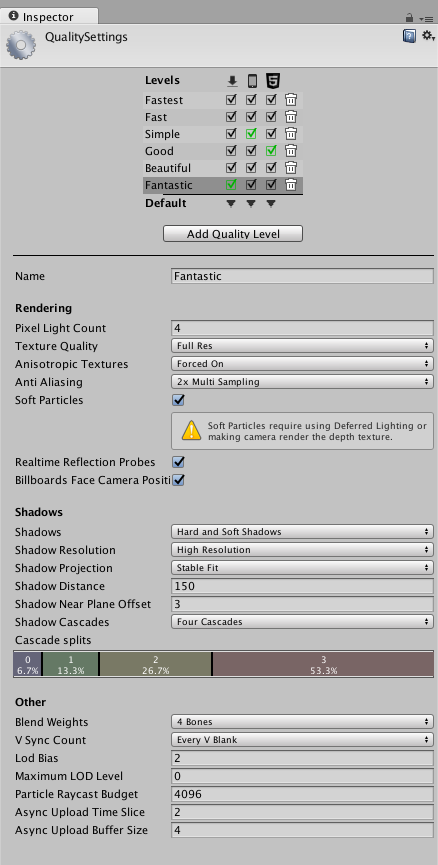 Inspector
QualitySettings
Levels
Fastest
Fast
Simple
Good
Beautiful
Fantastic
Default
Add Quality Level
Name Fantastic
Rendering
Pixel Light Count 4
Texture Quality Full Res
Anisotropic Textures Forced On
Anti Aliasing 2x Multi Sampling
Soft Particles
Soft Particles require using Deferred Lighting or
making camera render the depth texture.
Realtime Reflection Probes
Billboards Face Camera Positi
Shadows
Shadows Hard and Soft Shadows
Shadow Resolution High Resolution
Shadow Projection Stable Fit
Shadow Distance 150
Shadow Near Plane Offset 3
Shadow Cascades Four Cascades
Cascade splits
0 1 2 3
6.7% 13.3% 26.7% 53.3%
Other
Blend Weights 4 Bones
V Sync Count Every V Blank
Lod Bias 2
Maximum LOD Level 0
Particle Raycast Budget 4096
Async Upload Time Slice 2
Async Upload Buffer Size 4